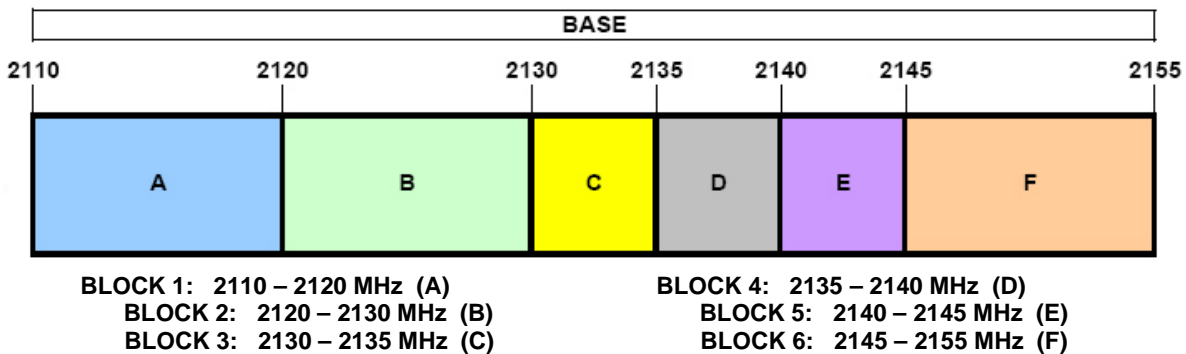 BASE
2110 2120 2130 2135 2140 2145 2155
A B C D E F
BLOCK 1: 2110 – 2120 MHz (A)
BLOCK 2: 2120 – 2130 MHz (B)
BLOCK 3: 2130 – 2135 MHz (C)
BLOCK 4: 2135 – 2140 MHz (D)
BLOCK 5: 2140 – 2145 MHz (E)
BLOCK 6: 2145 – 2155 MHz (F)